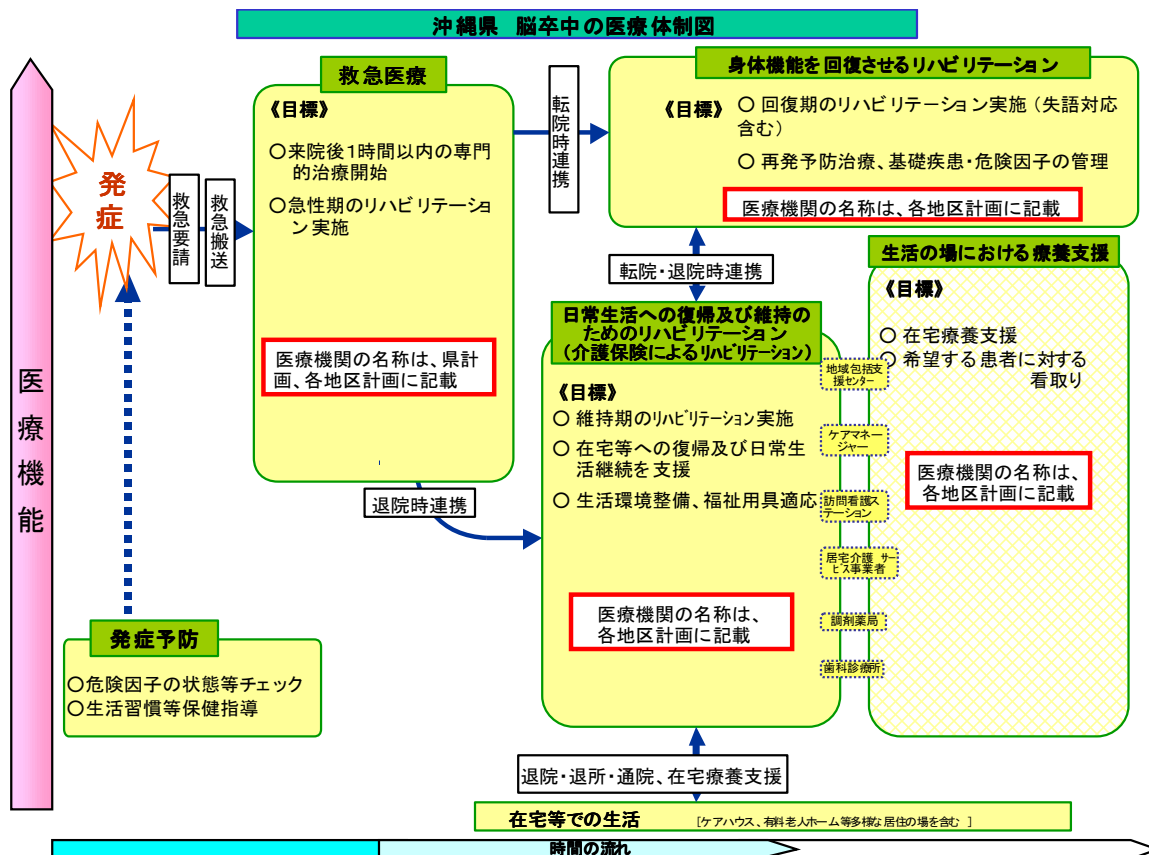 沖縄県 脳卒中の医療体制図
医療機能
発症
救急要請
救急搬送
救急医療
《目標》
○来院後1時間以内の専門
的治療開始
○急性期のリハビリテーショ
ン実施
医療機関の名称は、県計
画、各地区計画に記載
転院時連携
身体機能を回復させるリハビリテーション
《目標》 ○ 回復期のリハビリテーション実施（失語対応
含む）
○ 再発予防治療、基礎疾患・危険因子の管理
医療機関の名称は、各地区計画に記載
転院・退院時連携
退院時連携
日常生活への復帰及び維持の
ためのリハビリテーション
（介護保険によるリハビリテーション）
《目標》
○ 維持期のリハビリテーション実施
○ 在宅等への復帰及び日常生
活継続を支援
○ 生活環境整備、福祉用具適応
医療機関の名称は、
各地区計画に記載
地域包括支
援センター
ケアマネー
ジャー
訪問看護ス
テーション
居宅介護 サー
ビス事業者
調剤薬局
歯科診療所
生活の場における療養支援
《目標》
○ 在宅療養支援
○ 希望する患者に対する
看取り
医療機関の名称は、
各地区計画に記載
発症予防
○危険因子の状態等チェック
○生活習慣等保健指導
退院・退所・通院、在宅療養支援
在宅等での生活 [ケアハウス、有料老人ホーム等多様な居住の場を含む ]
時間の流れ